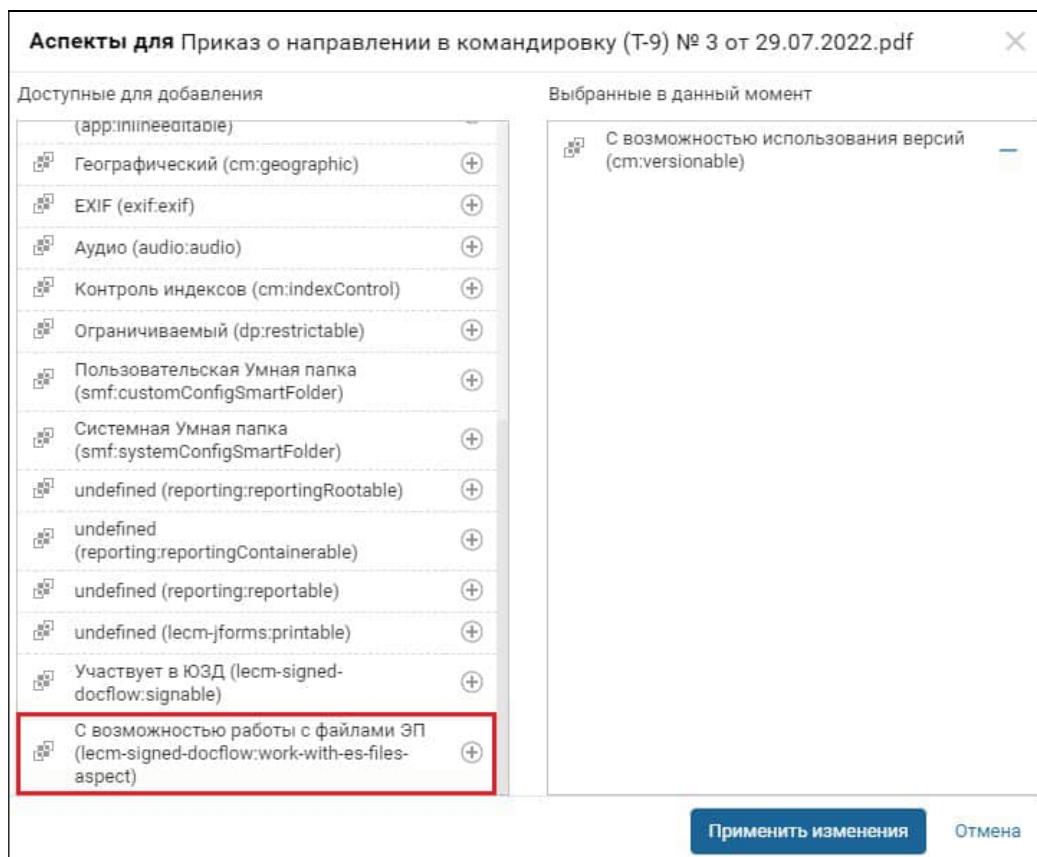 Аспекты для Приказ о направлении в командировку (Т-9) № 3 от 29.07.2022.pdf
Доступные для добавления
(app:inlineeditable)
Географический (cm:geographic)
EXIF (exif:exif)
Аудио (audio:audio)
Контроль индексов (cm:indexControl)
Ограничиваемый (dp:restrictable)
Пользовательская Умная папка
(smf:customConfigSmartFolder)
Системная Умная папка
(smf:systemConfigSmartFolder)
undefined (reporting:reportingRootable)
undefined
(reporting:reportingContainerable)
undefined (reporting:reportable)
undefined (lecm-jforms:printable)
Участвует в ЮЗД (lecm-signed-
docflow:signable)
С возможностью работы с файлами ЭП
(lecm-signed-docflow:work-with-es-files-
aspect)
Выбранные в данный момент
С возможностью использования версий
(cm:versionable)
Применить изменения
Отмена